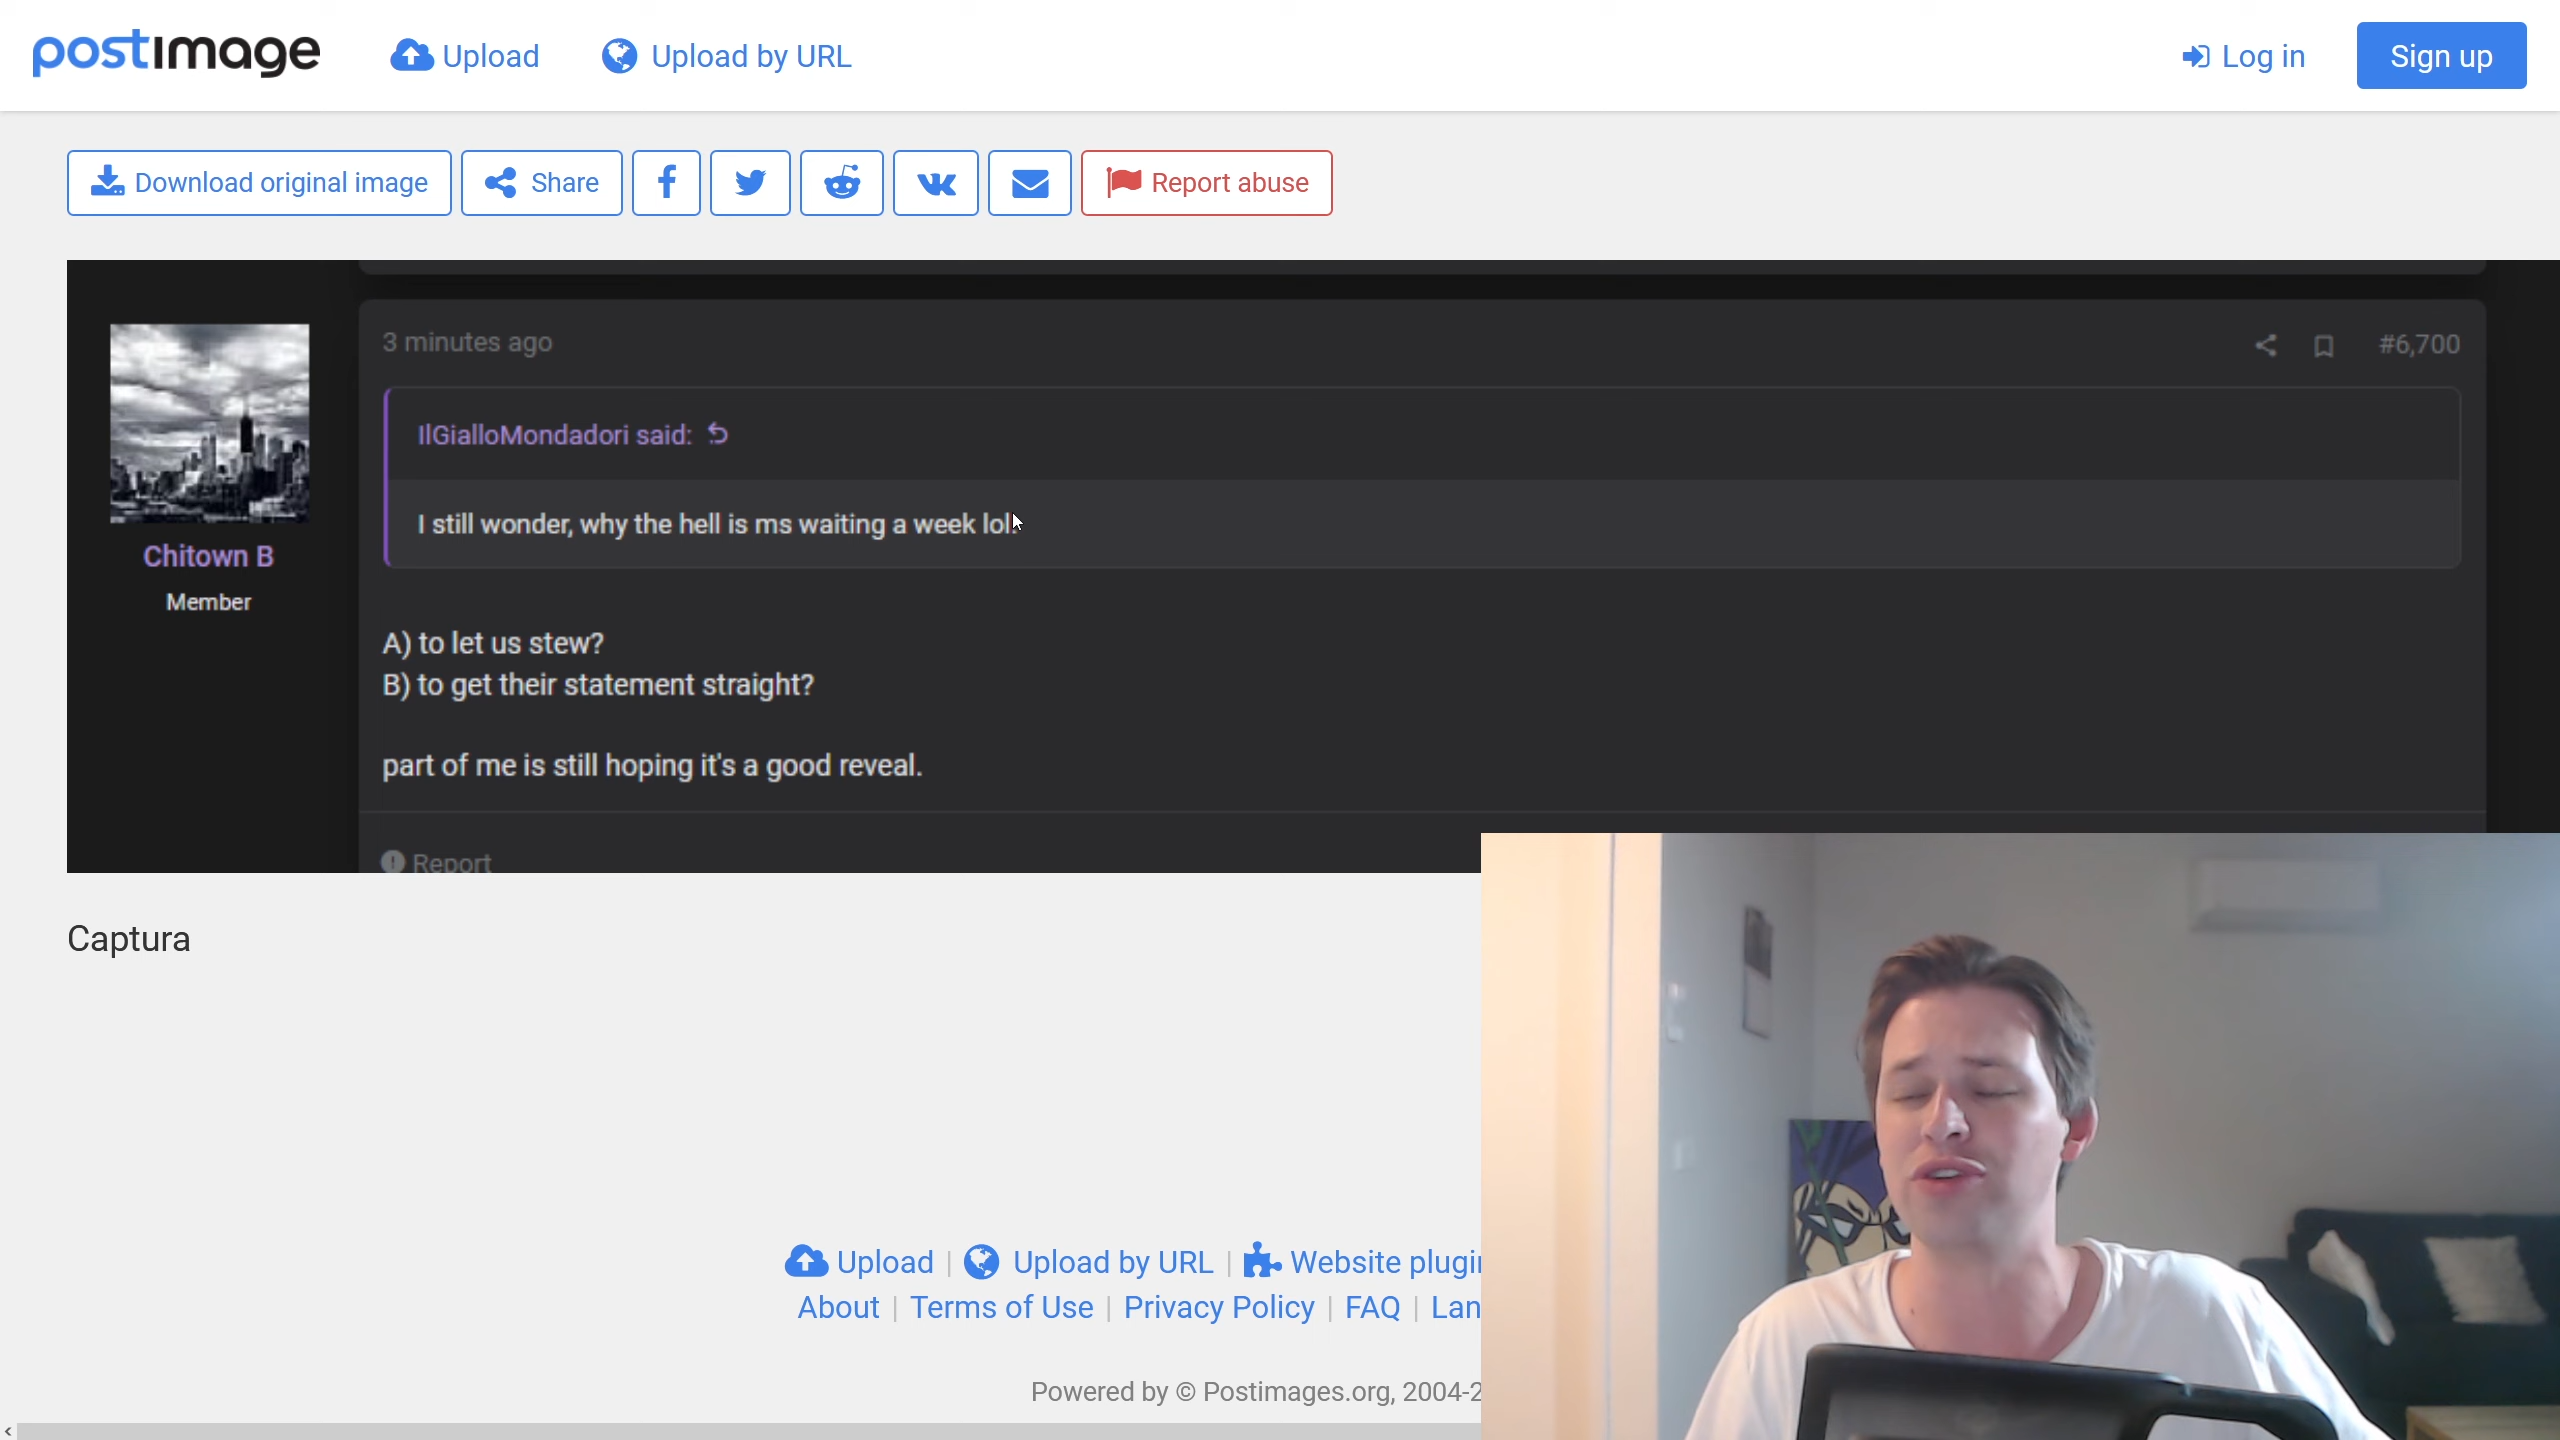 postimage
Upload
Upload by URL
Log in
Sign up
Download original image
Share
Report abuse
3 minutes ago
#6,700
IlGialloMondadori said:
I still wonder, why the hell is ms waiting a week lol.
Chitown B
Member
A) to let us stew?
B) to get their statement straight?
part of me is still hoping it's a good reveal.
Report
Captura
Upload | Upload by URL | Website plugin
About | Terms of Use | Privacy Policy | FAQ | Lan
Powered by © Postimages.org, 2004-2